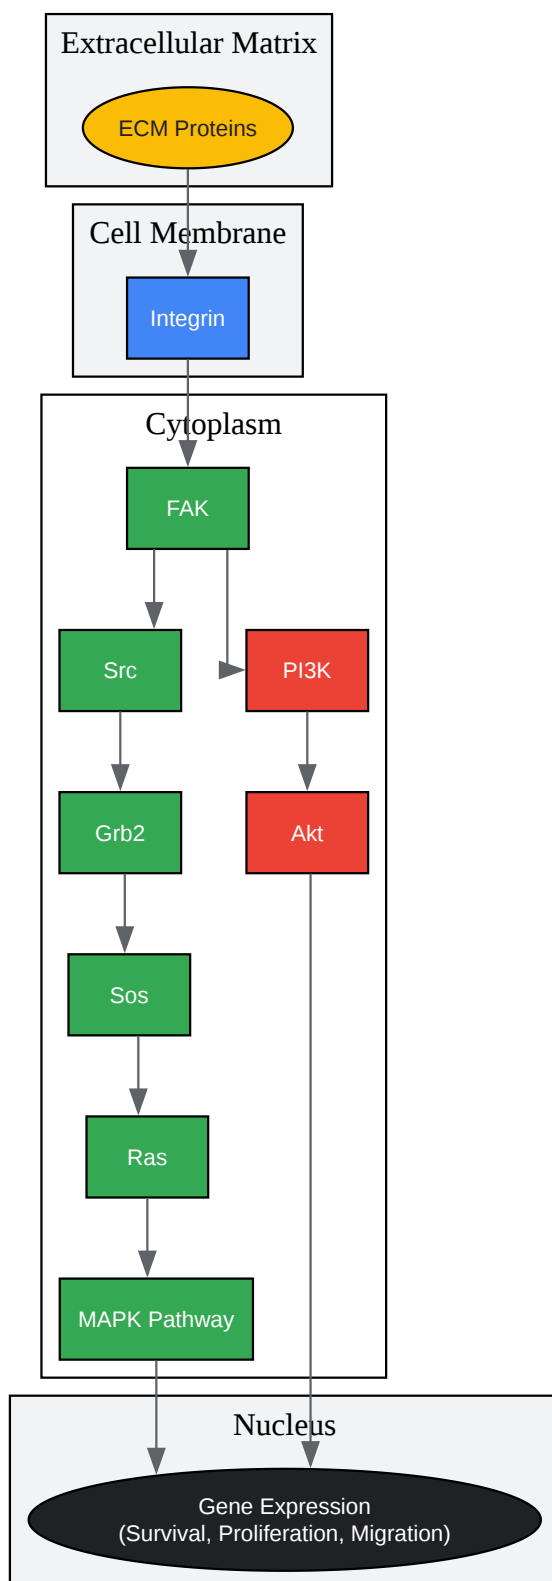 Extracellular Matrix
ECM Proteins
Cell Membrane
Integrin
Cytoplasm
FAK
Src
PI3K
Grb2
Akt
Sos
Ras
MAPK Pathway
Nucleus
Gene Expression
(Survival, Proliferation, Migration)